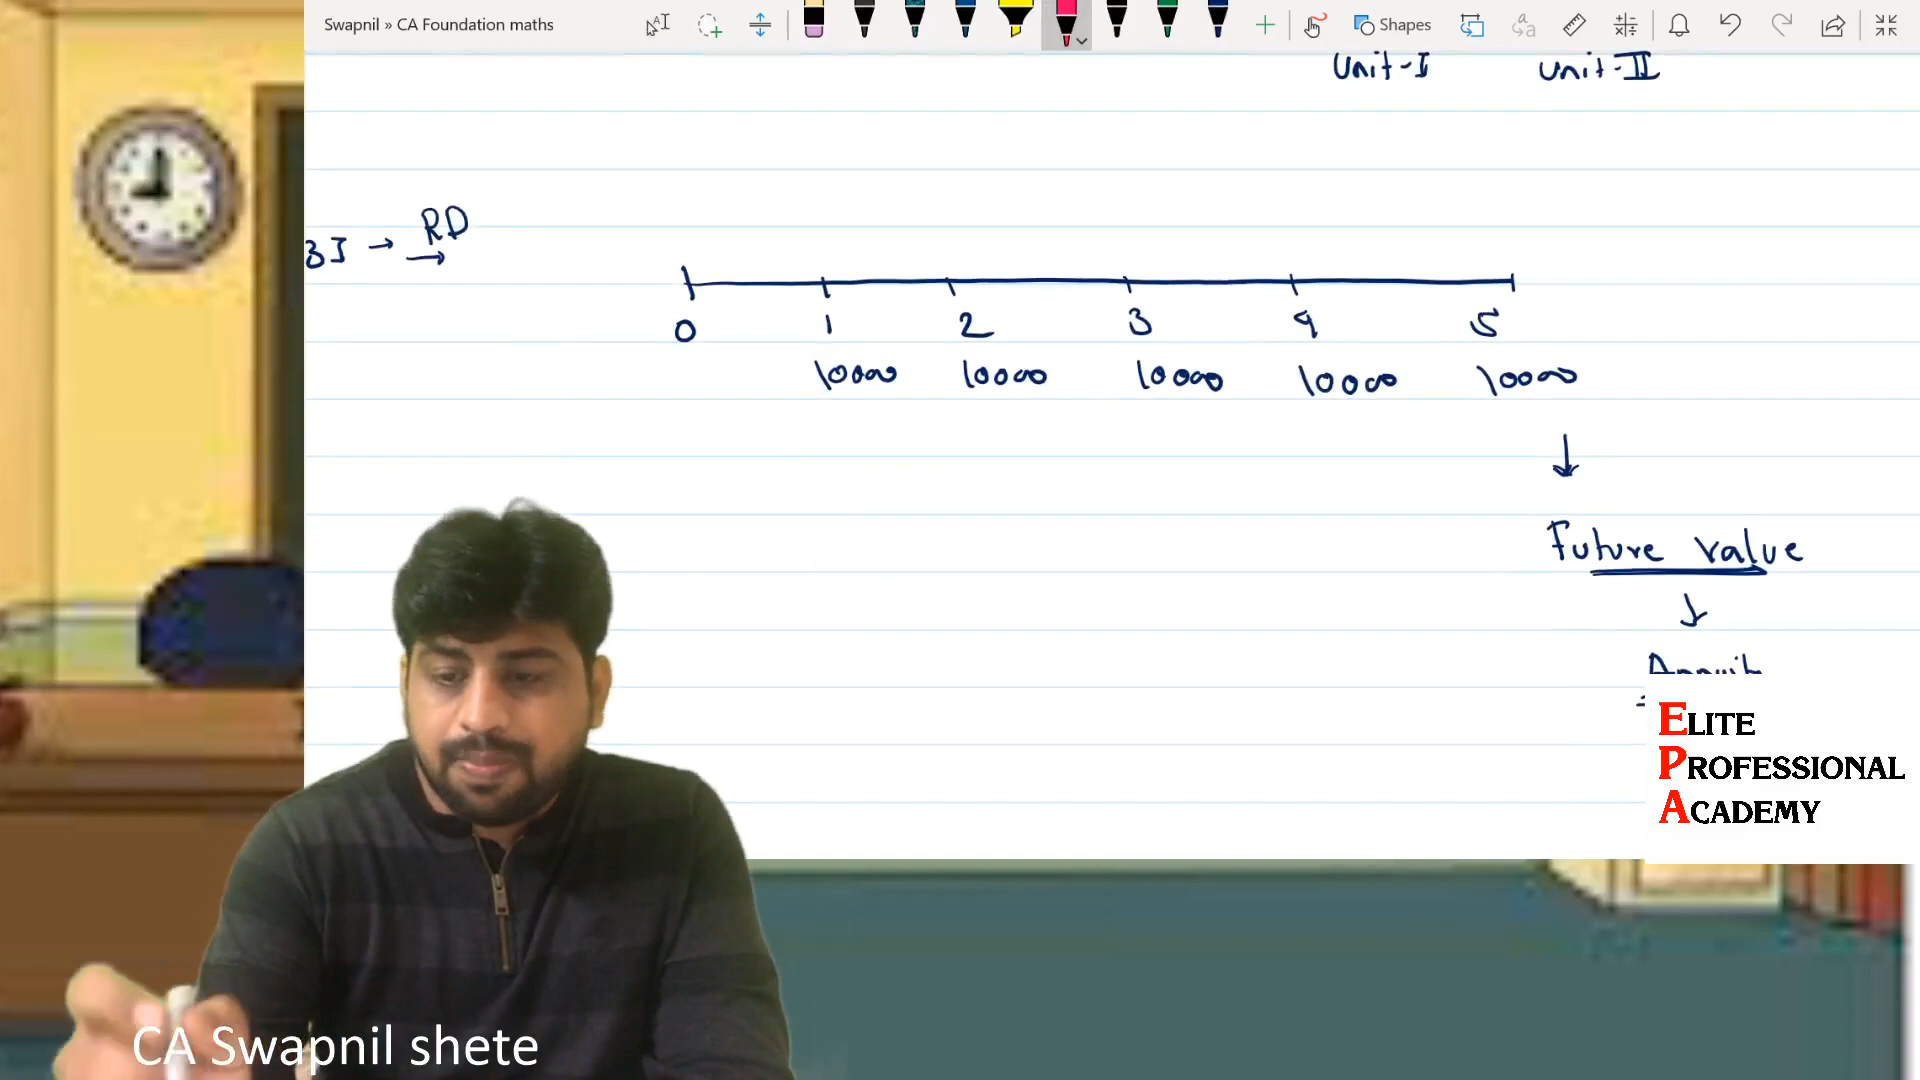 Swapnil » CA Foundation maths
Shapes
Unit-I Unit-II
RD
0 1 2 3 4 5
10000 10000 10000 10000 10000
Future value
ELITE
PROFESSIONAL
ACADEMY
CA Swapnil shete